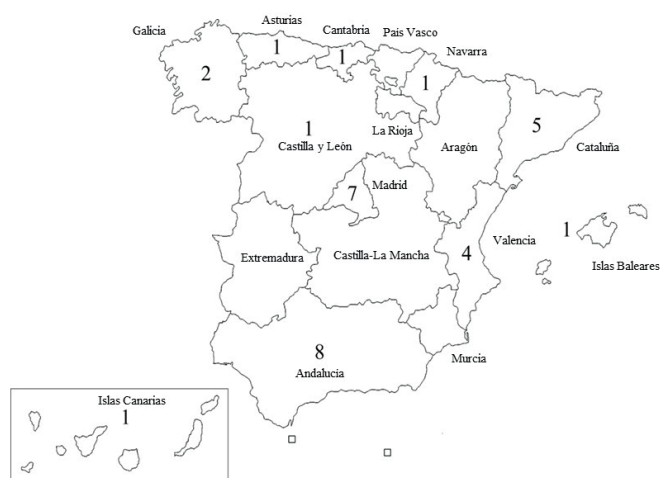 Asturias
Galicia
Cantabria
País Vasco
Navarra
1
1
1
2
1
5
La Rioja
Castilla y León
Aragón
Cataluña
7
Madrid
1
Valencia
4
Extremadura
Castilla-La Mancha
Islas Baleares
8
Murcia
Andalucia
Islas Canarias
1